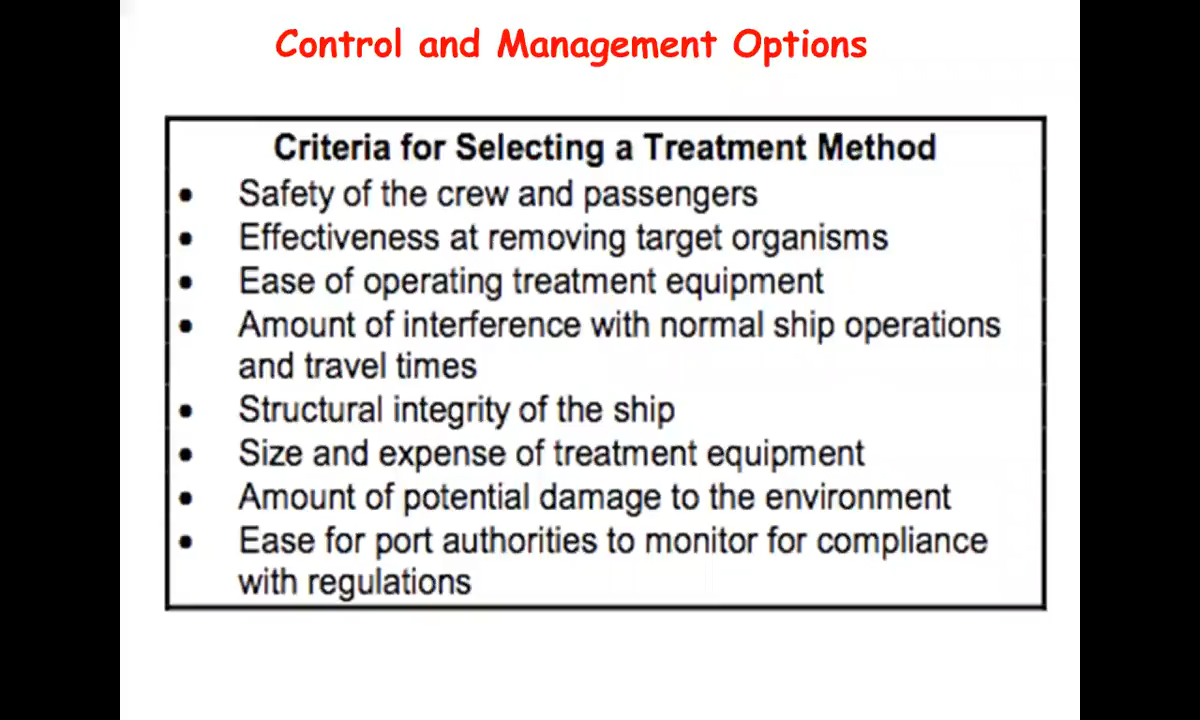 Control and Management Options
Criteria for Selecting a Treatment Method
• Safety of the crew and passengers
• Effectiveness at removing target organisms
• Ease of operating treatment equipment
• Amount of interference with normal ship operations
and travel times
• Structural integrity of the ship
• Size and expense of treatment equipment
• Amount of potential damage to the environment
• Ease for port authorities to monitor for compliance
with regulations